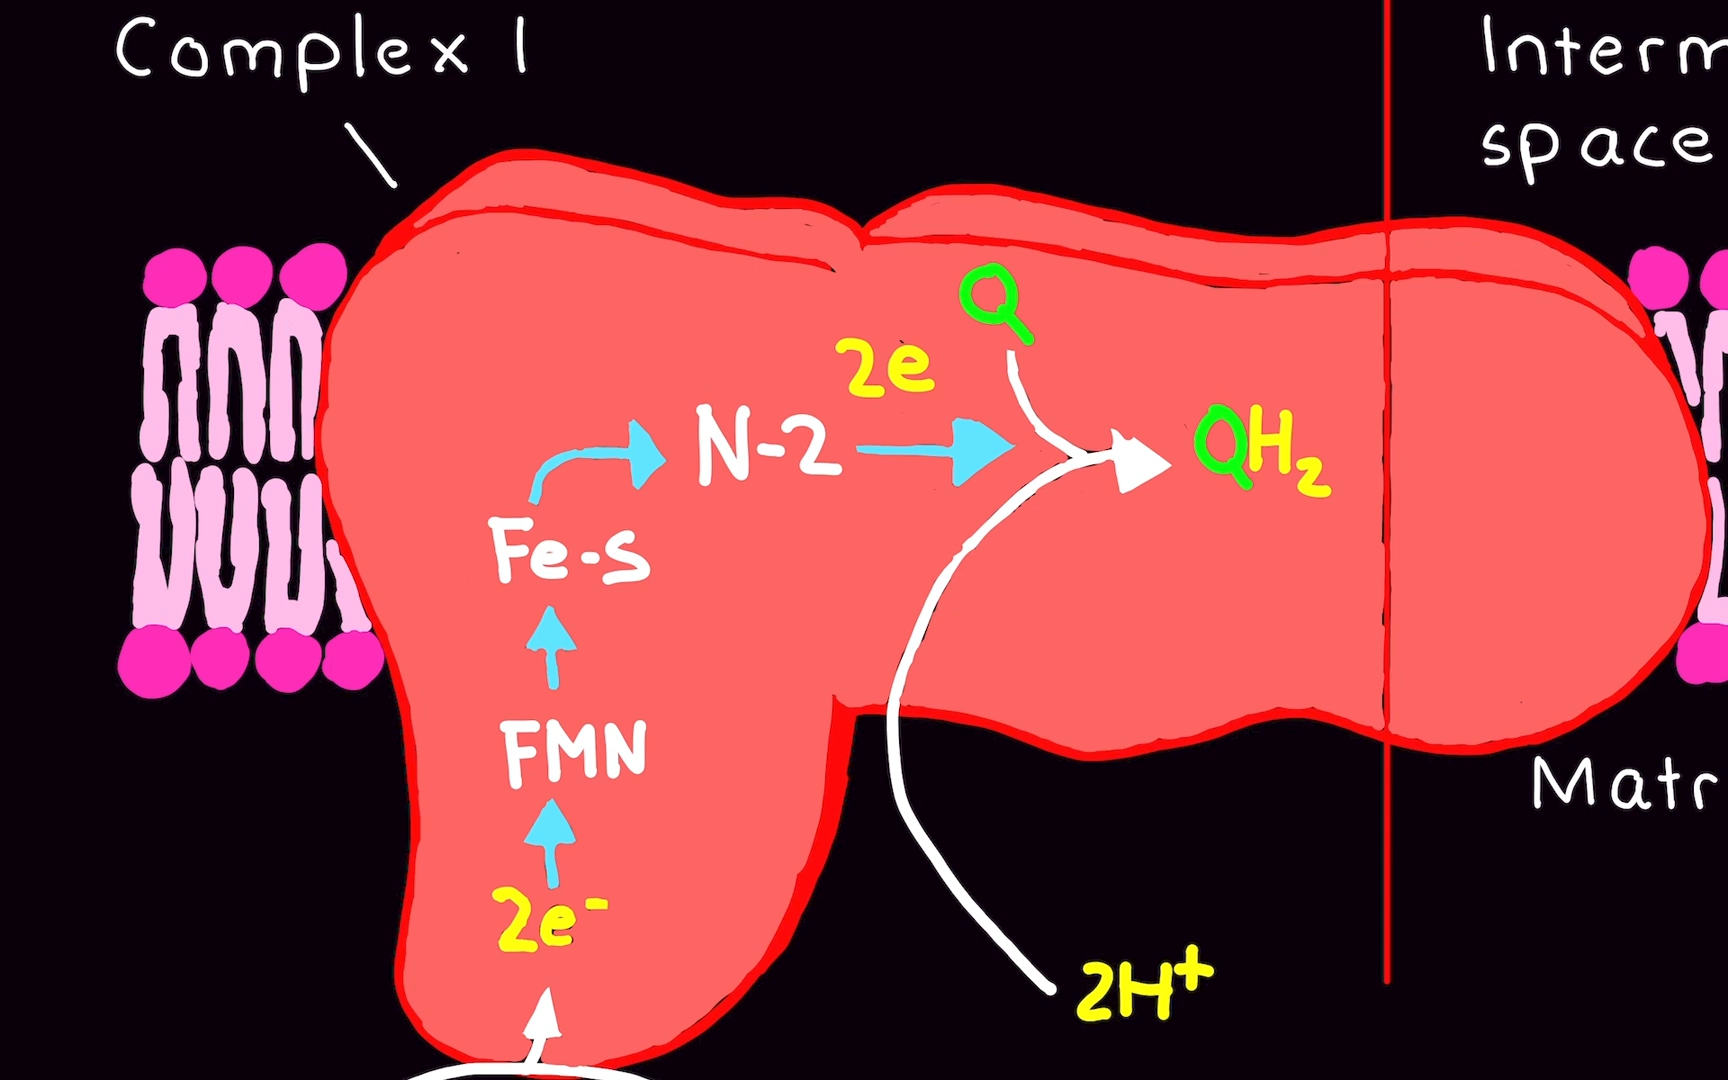 Complex I
Interm
space
Q
2e
N-2
QH₂
Fe-S
FMN
Matr
2e⁻
2H⁺